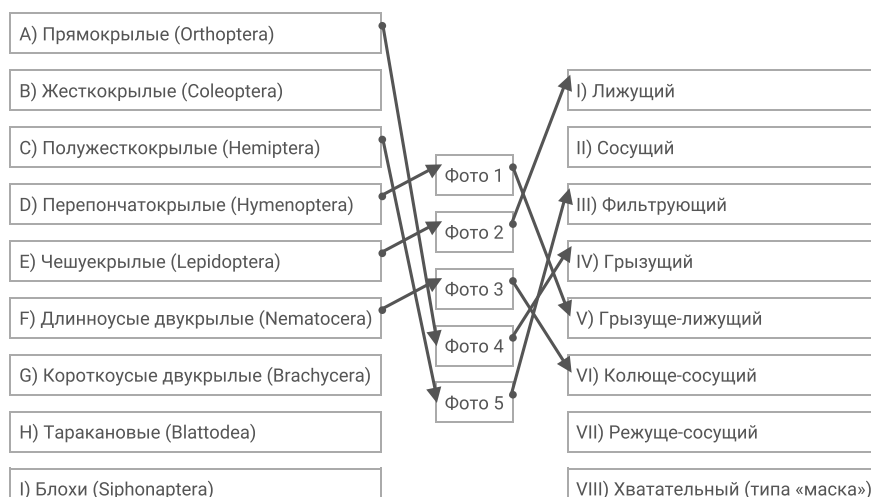 A) Прямокрылые (Orthoptera)
B) Жесткокрылые (Coleoptera)
C) Полужесткокрылые (Hemiptera)
D) Перепончатокрылые (Hymenoptera)
E) Чешуекрылые (Lepidoptera)
F) Длинноусые двукрылые (Nematocera)
G) Короткоусые двукрылые (Brachycera)
H) Таракановые (Blattodea)
I) Блохи (Siphonaptera)
Фото 1
Фото 2
Фото 3
Фото 4
Фото 5
I) Лижущий
II) Сосущий
III) Фильтрующий
IV) Грызущий
V) Грызуще-лижущий
VI) Колюще-сосущий
VII) Режуще-сосущий
VIII) Хватательный (типа «маска»)